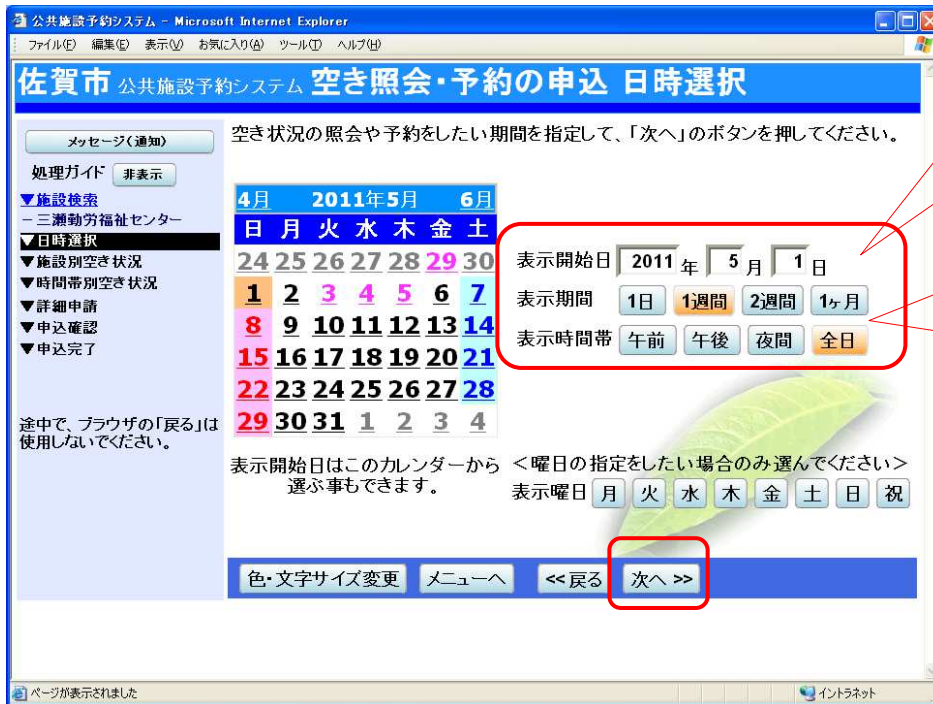 公共施設予約システム - Microsoft Internet Explorer
ファイル(F) 編集(E) 表示(V) お気に入り(A) ツール(T) ヘルプ(H)
佐賀市 公共施設予約システム 空き照会・予約の申込 日時選択
メッセージ(通知)
処理ガイド 非表示
▼施設検索
－三瀬勤労福祉センター
▼日時選択
▼施設別空き状況
▼時間帯別空き状況
▼詳細申請
▼申込確認
▼申込完了
途中で、ブラウザの「戻る」は
使用しないでください。
空き状況の照会や予約をしたい期間を指定して、「次へ」のボタンを押してください。
4月 2011年5月 6月
日 月 火 水 木 金 土
24 25 26 27 28 29 30
1 2 3 4 5 6 7
8 9 10 11 12 13 14
15 16 17 18 19 20 21
22 23 24 25 26 27 28
29 30 31 1 2 3 4
表示開始日はこのカレンダーから
選ぶ事もできます。
表示開始日 2011 年 5 月 1 日
表示期間 1日 1週間 2週間 1ヶ月
表示時間帯 午前 午後 夜間 全日
＜曜日の指定をしたい場合のみ選んでください＞
表示曜日 月 火 水 木 金 土 日 祝
色・文字サイズ変更 メニューへ <<戻る 次へ >>
ページが表示されました
イントラネット